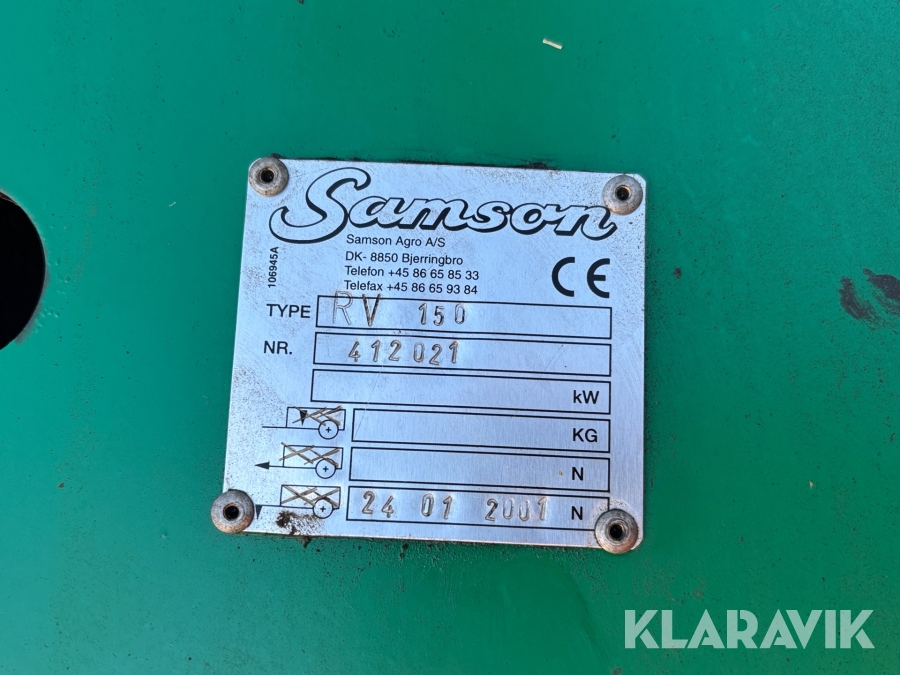 Samson
Samson Agro A/S
DK- 8850 Bjerringbro
Telefon +45 86 65 85 33
Telefax +45 86 65 93 84
CE
106945A
TYPE RV 150
NR. 412021
kW
KG
N
24 01 2001 N
KLARAVIK